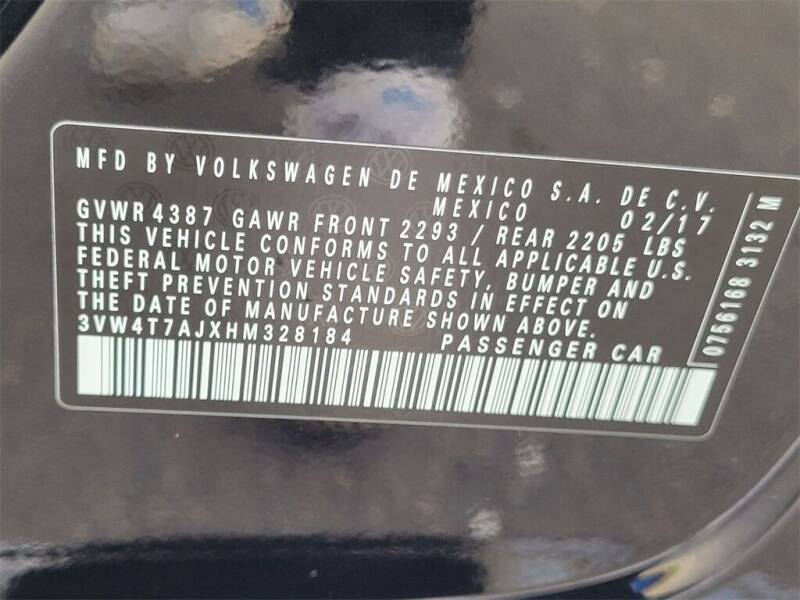 MFD BY VOLKSWAGEN DE MEXICO S.A. DE C.V.
MEXICO 02/17
GVWR 4387 GAWR FRONT 2293 / REAR 2205 LBS
THIS VEHICLE CONFORMS TO ALL APPLICABLE U.S.
FEDERAL MOTOR VEHICLE SAFETY, BUMPER AND
THEFT PREVENTION STANDARDS IN EFFECT ON
THE DATE OF MANUFACTURE SHOWN ABOVE.
3VW4T7AJXHM328184 PASSENGER CAR
0756168 3132 M